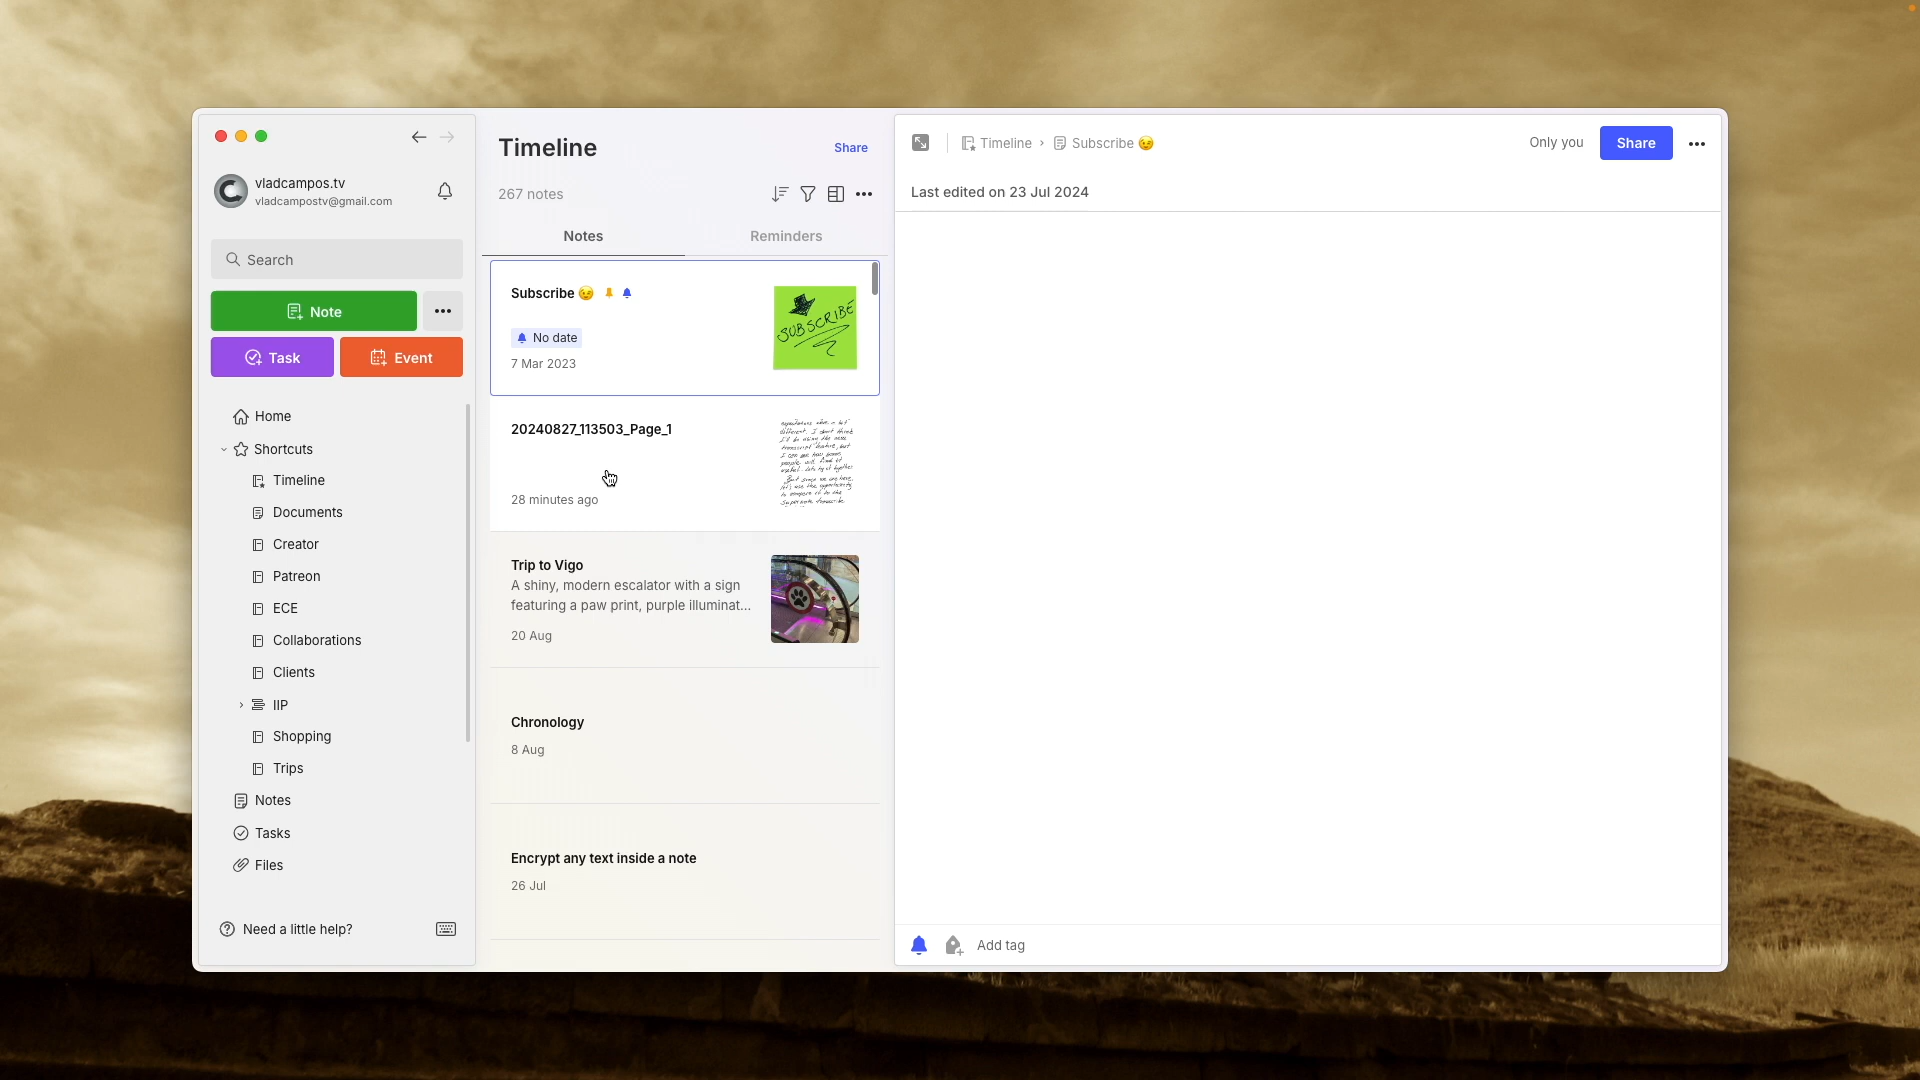 vladcampos.tv
vladcampostv@gmail.com
Search
Note
Task
Event
Home
Shortcuts
Timeline
Documents
Creator
Patreon
ECE
Collaborations
Clients
IIP
Shopping
Trips
Notes
Tasks
Files
Need a little help?
Timeline
Share
267 notes
Notes
Reminders
Subscribe 😉
No date
7 Mar 2023
SUBSCRIBE
20240827_113503_Page_1
28 minutes ago
Trip to Vigo
A shiny, modern escalator with a sign
featuring a paw print, purple illuminat...
20 Aug
Chronology
8 Aug
Encrypt any text inside a note
26 Jul
Timeline › Subscribe 😉
Only you
Share
Last edited on 23 Jul 2024
Add tag